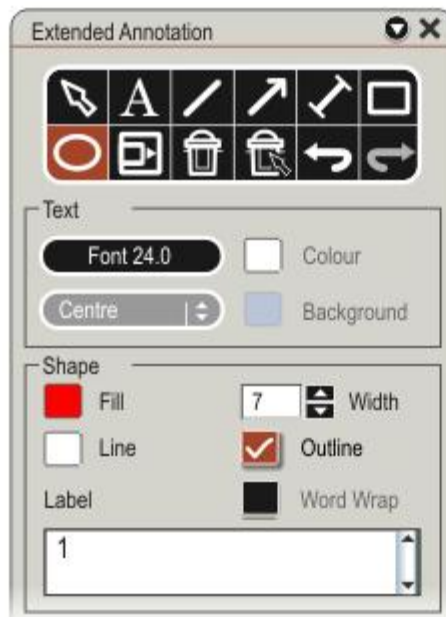 Extended Annotation
A
Text
Font 24.0
Colour
Centre
Background
Shape
Fill
7
Width
Line
Outline
Label
Word Wrap
1